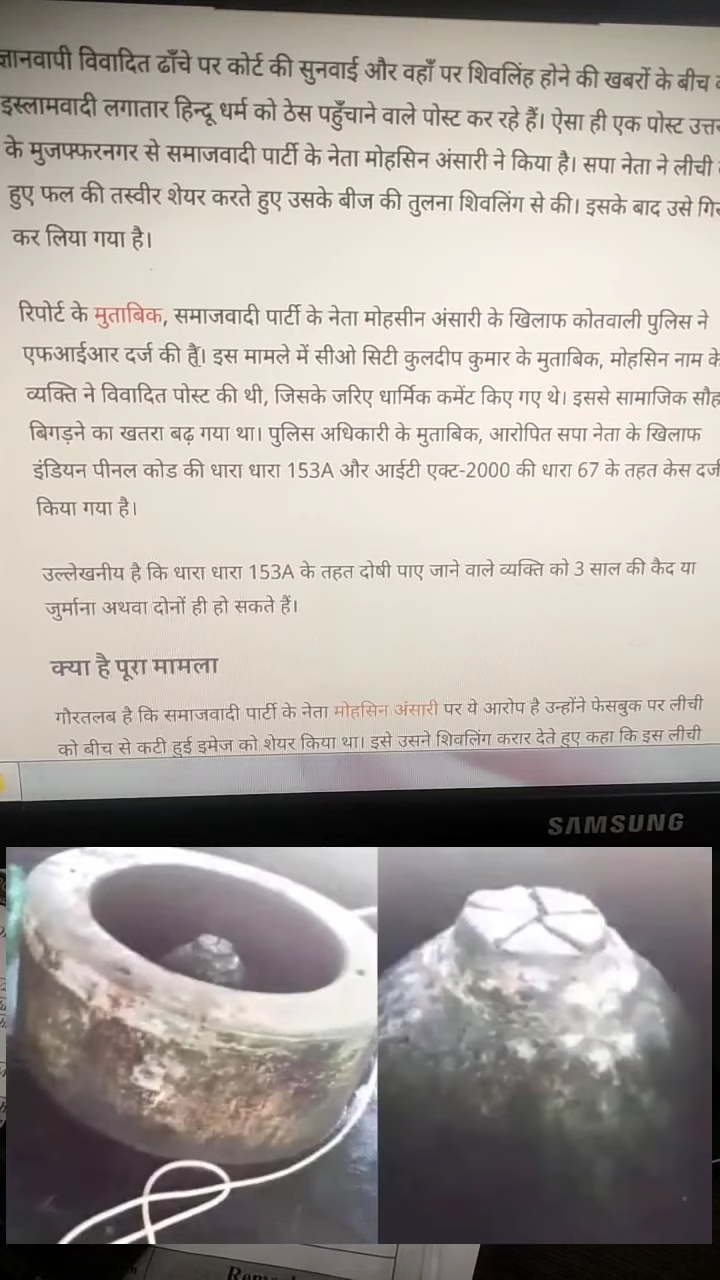 ज्ञानवापी विवादित ढाँचे पर कोर्ट की सुनवाई और वहाँ पर शिवलिंह होने की खबरों के बीच
इस्लामवादी लगातार हिन्दू धर्म को ठेस पहुँचाने वाले पोस्ट कर रहे हैं। ऐसा ही एक पोस्ट
के मुजफ्फरनगर से समाजवादी पार्टी के नेता मोहसिन अंसारी ने किया है। सपा नेता ने लीची
हुए फल की तस्वीर शेयर करते हुए उसके बीज की तुलना शिवलिंग से की। इसके बाद उसे
कर लिया गया है।
रिपोर्ट के मुताबिक, समाजवादी पार्टी के नेता मोहसीन अंसारी के खिलाफ कोतवाली पुलिस ने
एफआईआर दर्ज की है। इस मामले में सीओ सिटी कुलदीप कुमार के मुताबिक, मोहसिन नाम के
व्यक्ति ने विवादित पोस्ट की थी, जिसके जरिए धार्मिक कमेंट किए गए थे। इससे सामाजिक
बिगड़ने का खतरा बढ़ गया था। पुलिस अधिकारी के मुताबिक, आरोपित सपा नेता के खिलाफ
इंडियन पीनल कोड की धारा धारा 153A और आईटी एक्ट-2000 की धारा 67 के तहत केस दर्ज
किया गया है।
उल्लेखनीय है कि धारा धारा 153A के तहत दोषी पाए जाने वाले व्यक्ति को 3 साल की कैद या
जुर्माना अथवा दोनों ही हो सकते हैं।
क्या है पूरा मामला
गौरतलब है कि समाजवादी पार्टी के नेता मोहसिन अंसारी पर ये आरोप है उन्होंने फेसबुक पर लीची
को बीच से कटी हुई इमेज को शेयर किया था। इसे उसने शिवलिंग करार देते हुए कहा कि इस लीची
SAMSUNG